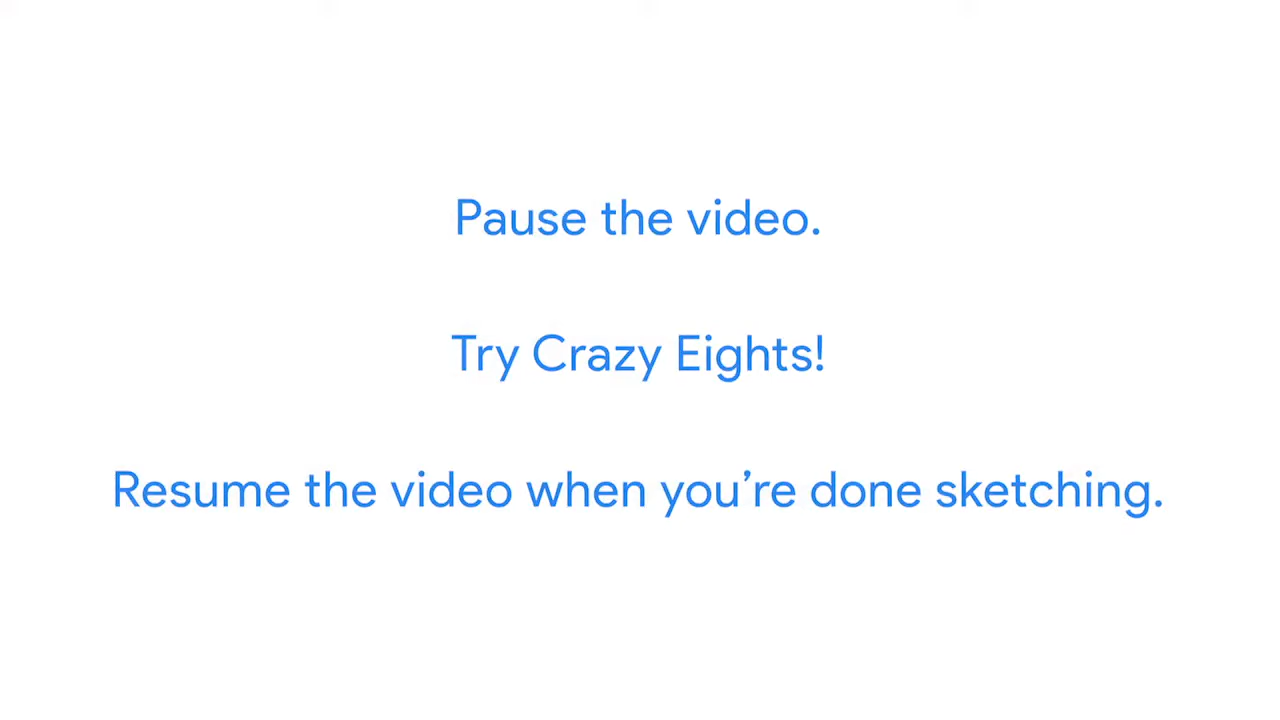 Pause the video.
Try Crazy Eights!
Resume the video when you’re done sketching.